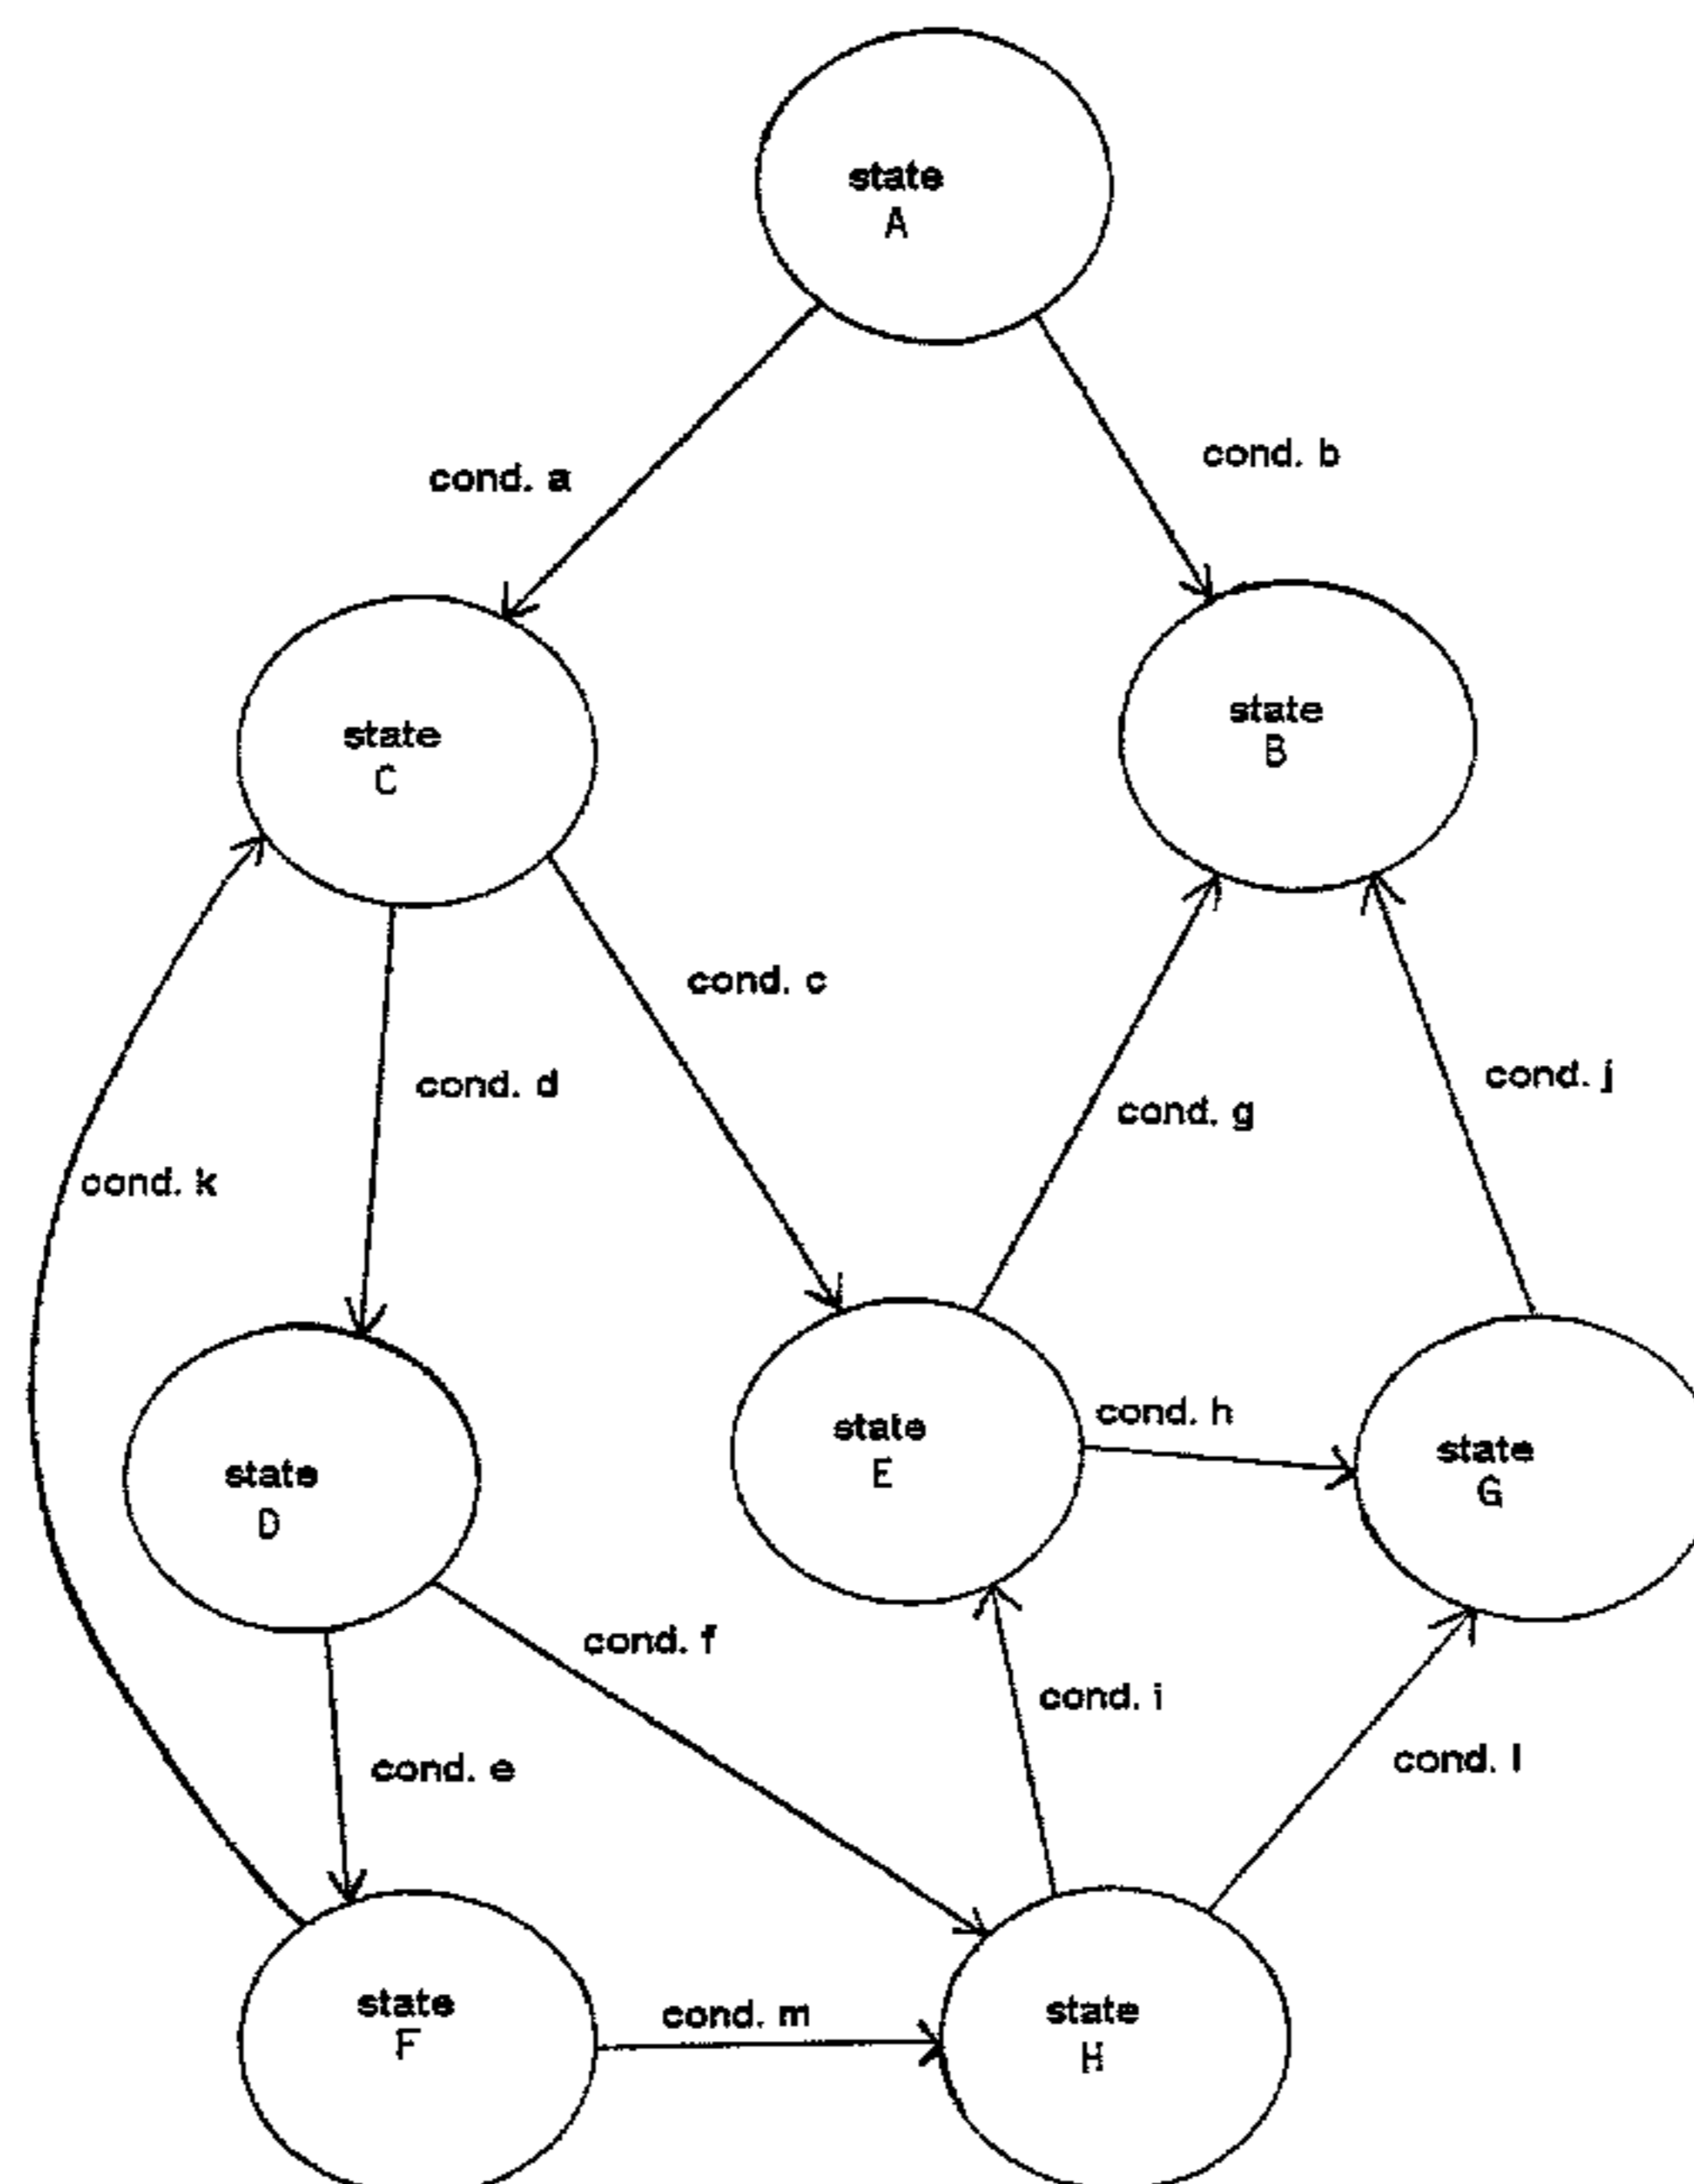 state
A
cond. a
cond. b
state
C
state
B
cond. c
cond. d
cond. g
cond. j
cond. k
state
D
state
E
cond. h
state
G
cond. f
cond. i
cond. e
cond. l
state
F
cond. m
state
H